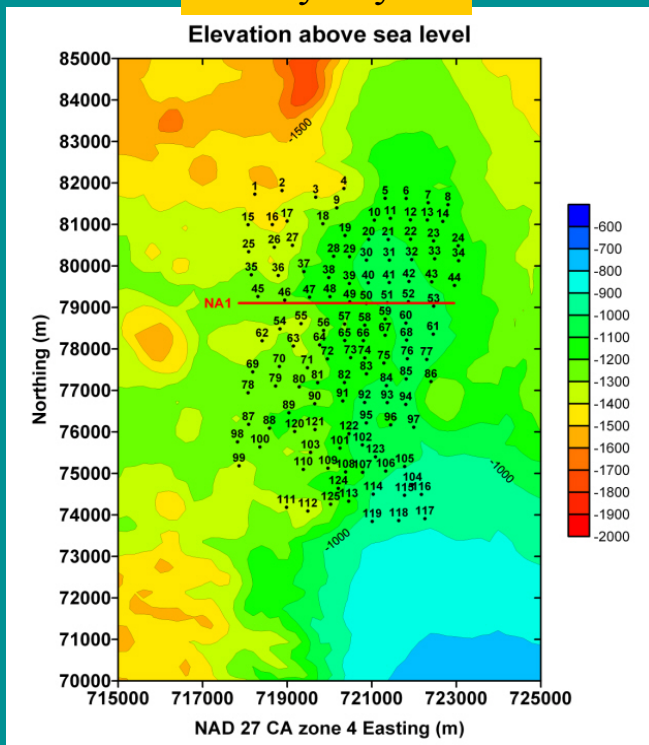 Elevation above sea level
85000
84000
-1500
83000
82000
1 2 3 4 5 6 7 8
9
81000
15 16 17 18 10 11 12 13 14
19 20 21 22 23 24
25 26 27
80000
28 29 30 31 32 33 34
35 36 37 38 39 40 41 42 43 44
45 46 47 48 49 50 51 52 53
79000
NA1
54 55 56 57 58 59 60 61
78000
62 63 64 65 66 67 68
69 70 71 72 73 74 75 76 77
77000
78 79 80 81 82 83 84 85 86
87 88 89 90 91 92 93 94
76000
95 96 97
98 99 100 120 121 122 102
103 101 123
75000
110 109 108 107 106 105
104
124 114 115 116
74000
111 112 125 113
119 118 117
73000
-1000
-1000
72000
71000
70000
715000 717000 719000 721000 723000 725000
Northing (m)
NAD 27 CA zone 4 Easting (m)
-600
-700
-800
-900
-1000
-1100
-1200
-1300
-1400
-1500
-1600
-1700
-1800
-1900
-2000